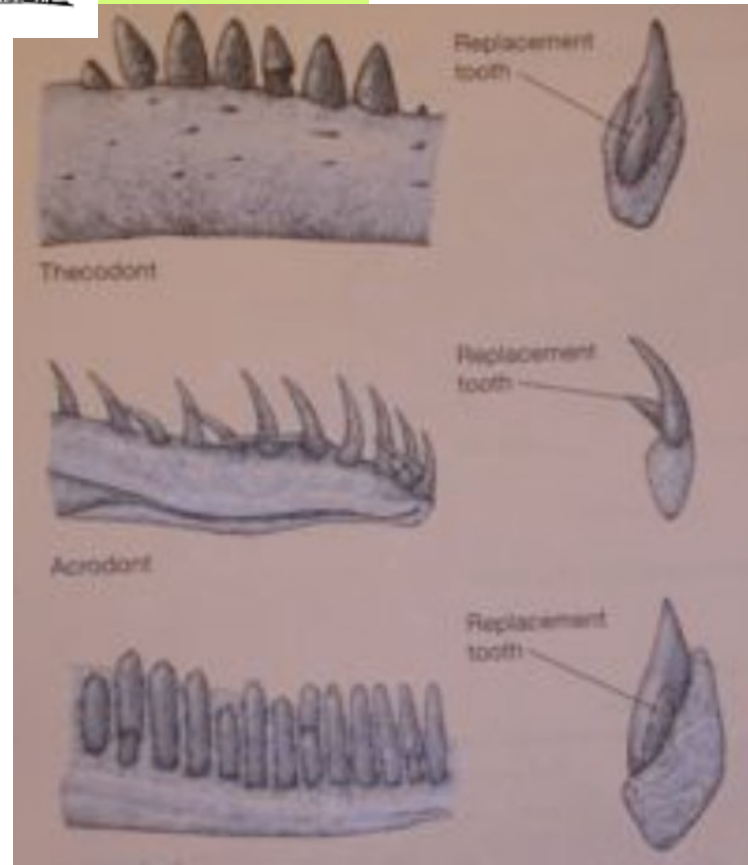 Replacement
tooth
Thecodont
Replacement
tooth
Acrodont
Replacement
tooth